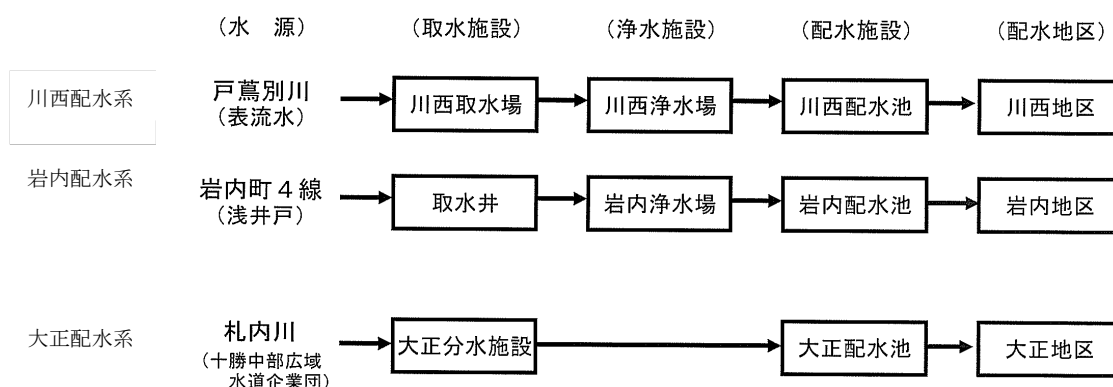 （水　源）　（取水施設）　（浄水施設）　（配水施設）　（配水地区）
川西配水系　戸蔦別川　川西取水場　川西浄水場　川西配水池　川西地区
（表流水）
岩内配水系　岩内町４線　取水井　岩内浄水場　岩内配水池　岩内地区
（浅井戸）
大正配水系　札内川　大正分水施設　大正配水池　大正地区
（十勝中部広域
水道企業団）